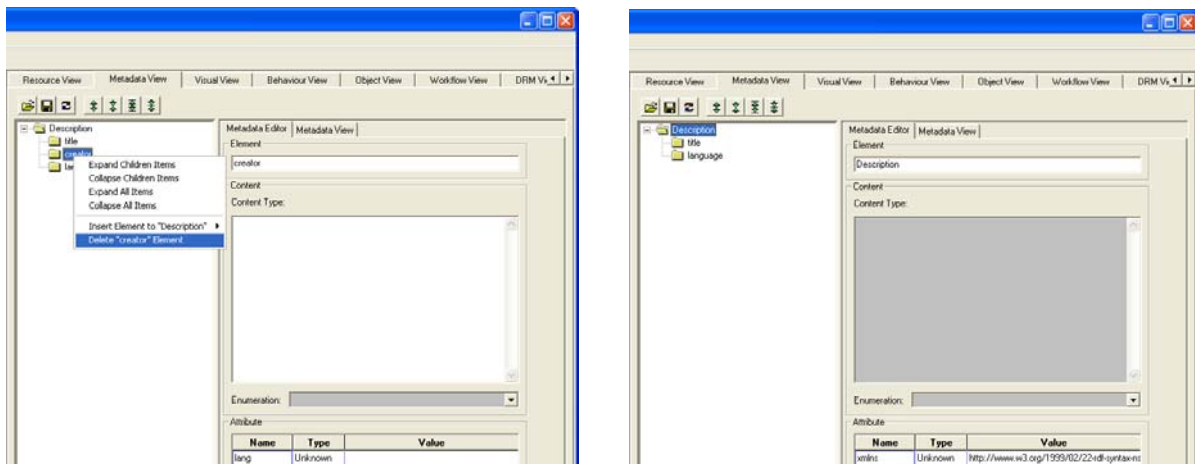 Resource View Metadata View Visual View Behaviour View Object View Workflow View
Description
title
creator
Expand Children Items
Collapse Children Items
Expand All Items
Collapse All Items
Insert Element to "Description"
Delete "creator" Element
Metadata Editor Metadata View
Element
creator
Content
Content Type:
Enumeration:
Attribute
Name Type Value
lang Unknown
Resource View Metadata View Visual View Behaviour View Object View Workflow View
Description
title
language
Metadata Editor Metadata View
Element
Description
Content
Content Type:
Enumeration:
Attribute
Name Type Value
xmlns Unknown http://www.w3.org/1999/02/22-rdf-syntax-ns